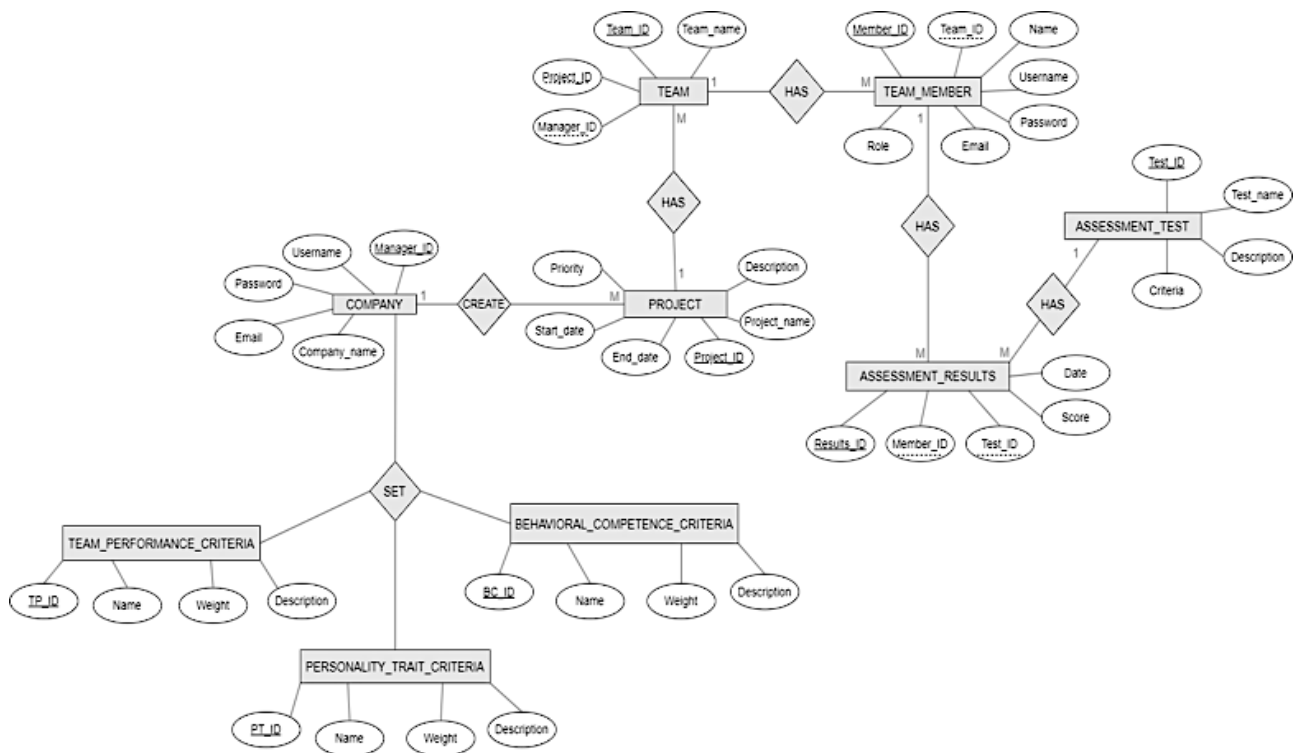 Team_ID
Team_name
Member_ID
Team_ID
Name
Project_ID
TEAM
1
HAS
M
TEAM_MEMBER
Username
Manager_ID
M
1
Password
Role
Email
Test_ID
HAS
HAS
Test_name
ASSESSMENT_TEST
Username
Manager_ID
Priority
1
Description
1
Description
Password
Criteria
COMPANY
1
CREATE
M
PROJECT
HAS
Email
Company_name
Start_date
Project_name
End_date
Project_ID
M
M
ASSESSMENT_RESULTS
Date
Score
Results_ID
Member_ID
Test_ID
SET
TEAM_PERFORMANCE_CRITERIA
BEHAVIORAL_COMPETENCE_CRITERIA
TP_ID
Name
Weight
Description
BC_ID
Name
Weight
Description
PERSONALITY_TRAIT_CRITERIA
PT_ID
Name
Weight
Description